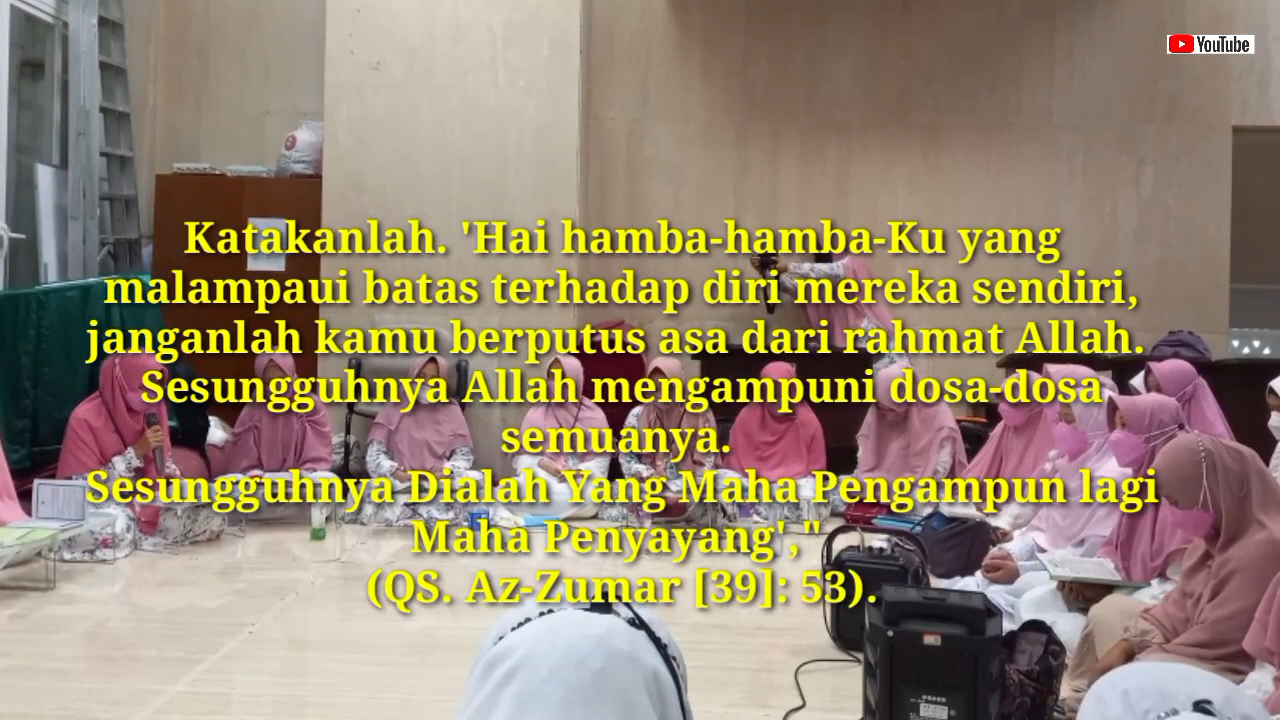 YouTube
Katakanlah. 'Hai hamba-hamba-Ku yang
malampaui batas terhadap diri mereka sendiri,
janganlah kamu berputus asa dari rahmat Allah.
Sesungguhnya Allah mengampuni dosa-dosa
semuanya.
Sesungguhnya Dialah Yang Maha Pengampun lagi
Maha Penyayang',"
(QS. Az-Zumar [39]: 53).